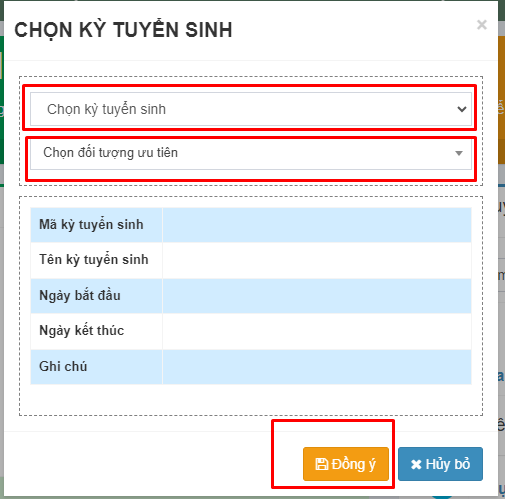 CHỌN KỲ TUYỂN SINH
×
Chọn kỳ tuyển sinh
Chọn đối tượng ưu tiên
Mã kỳ tuyển sinh
Tên kỳ tuyển sinh
Ngày bắt đầu
Ngày kết thúc
Ghi chú
Đồng ý
Hủy bỏ